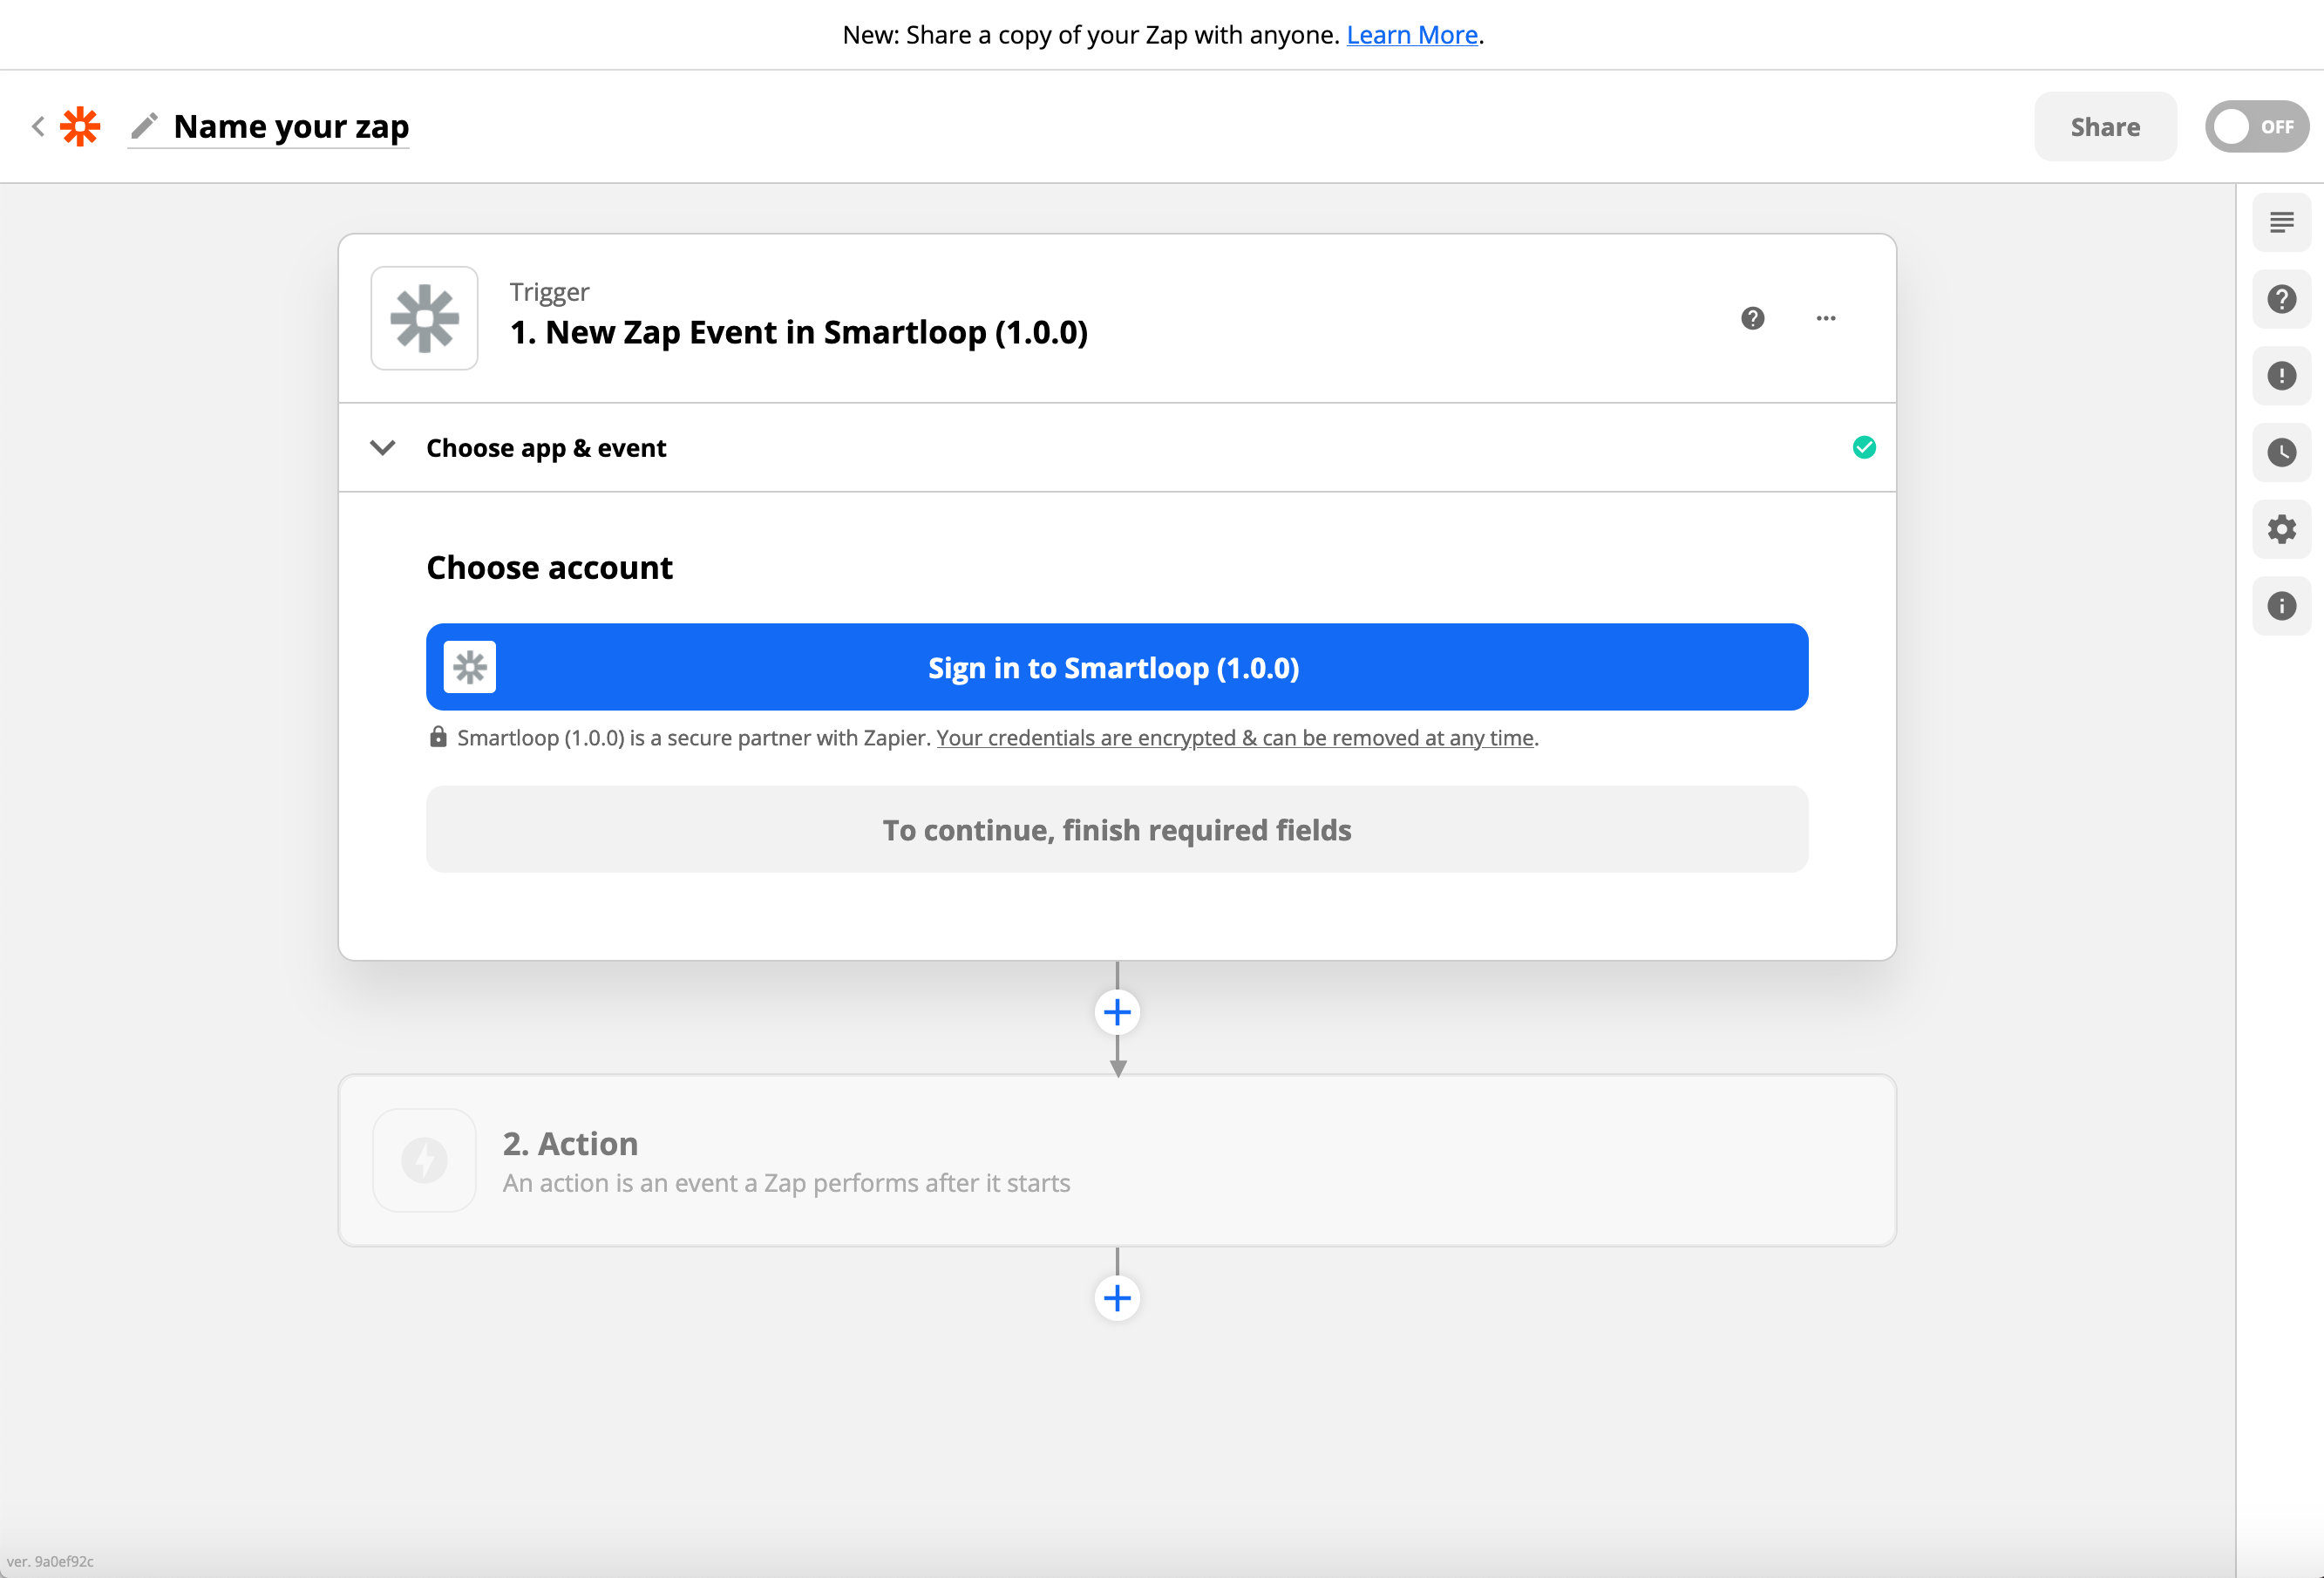 New: Share a copy of your Zap with anyone. Learn More.
Name your zap
Share
OFF
Trigger
1. New Zap Event in Smartloop (1.0.0)
Choose app & event
Choose account
Sign in to Smartloop (1.0.0)
Smartloop (1.0.0) is a secure partner with Zapier. Your credentials are encrypted & can be removed at any time.
To continue, finish required fields
2. Action
An action is an event a Zap performs after it starts
ver. 9a0ef92c